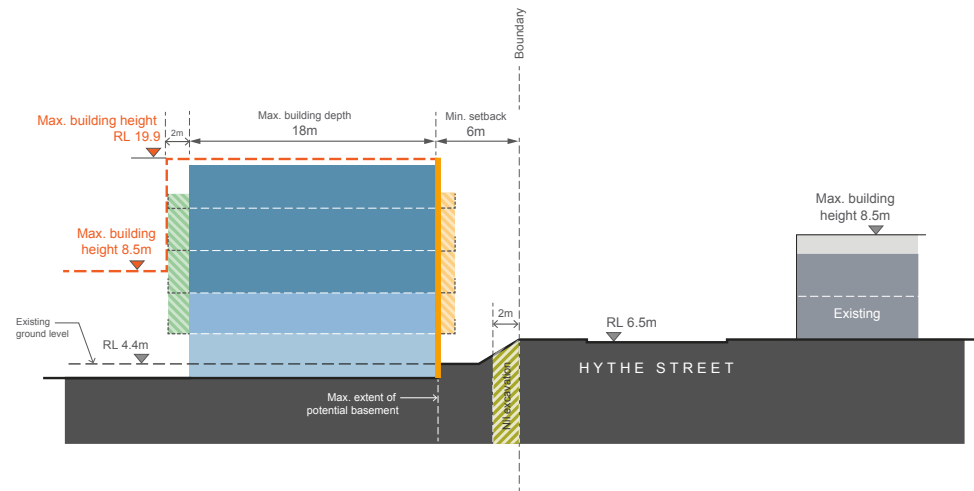 Boundary
Max. building height
RL 19.9
2m
Max. building depth
18m
Min. setback
6m
Max. building
height 8.5m
Max. building
height 8.5m
Existing
ground level
RL 4.4m
2m
RL 6.5m
Existing
HYTHE STREET
Max. extent of
potential basement
Nil excavation